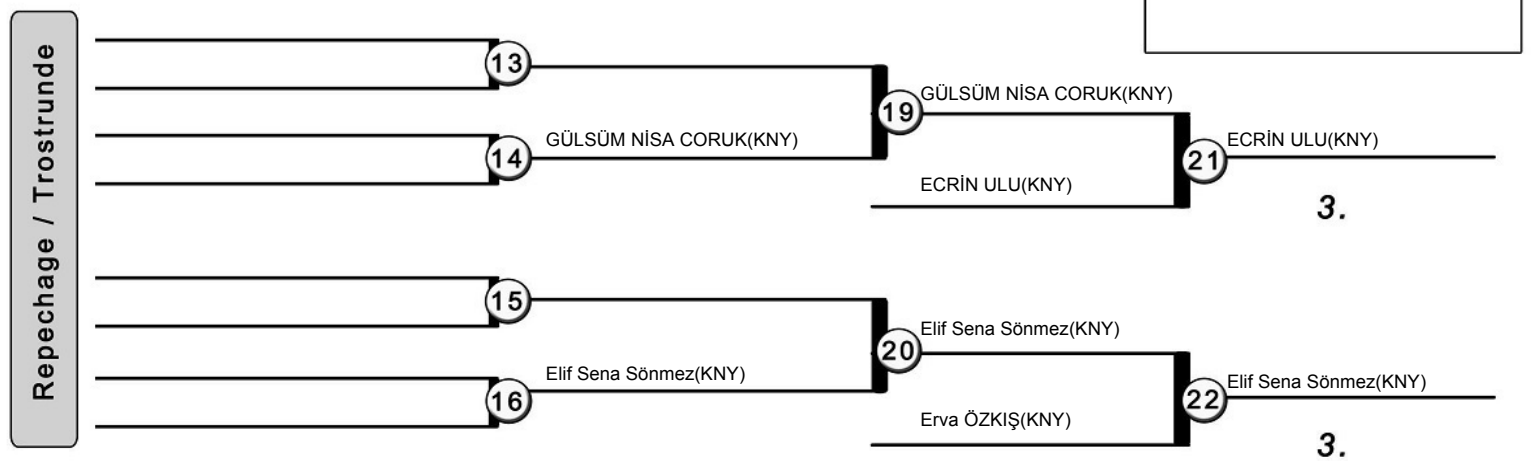 Repechage / Trostrunde
13
GÜLSÜM NİSA CORUK(KNY)
19
GÜLSÜM NİSA CORUK(KNY)
14
21
ECRİN ULU(KNY)
ECRİN ULU(KNY)
3.
15
Elif Sena Sönmez(KNY)
20
Elif Sena Sönmez(KNY)
16
22
Elif Sena Sönmez(KNY)
Erva ÖZKIŞ(KNY)
3.